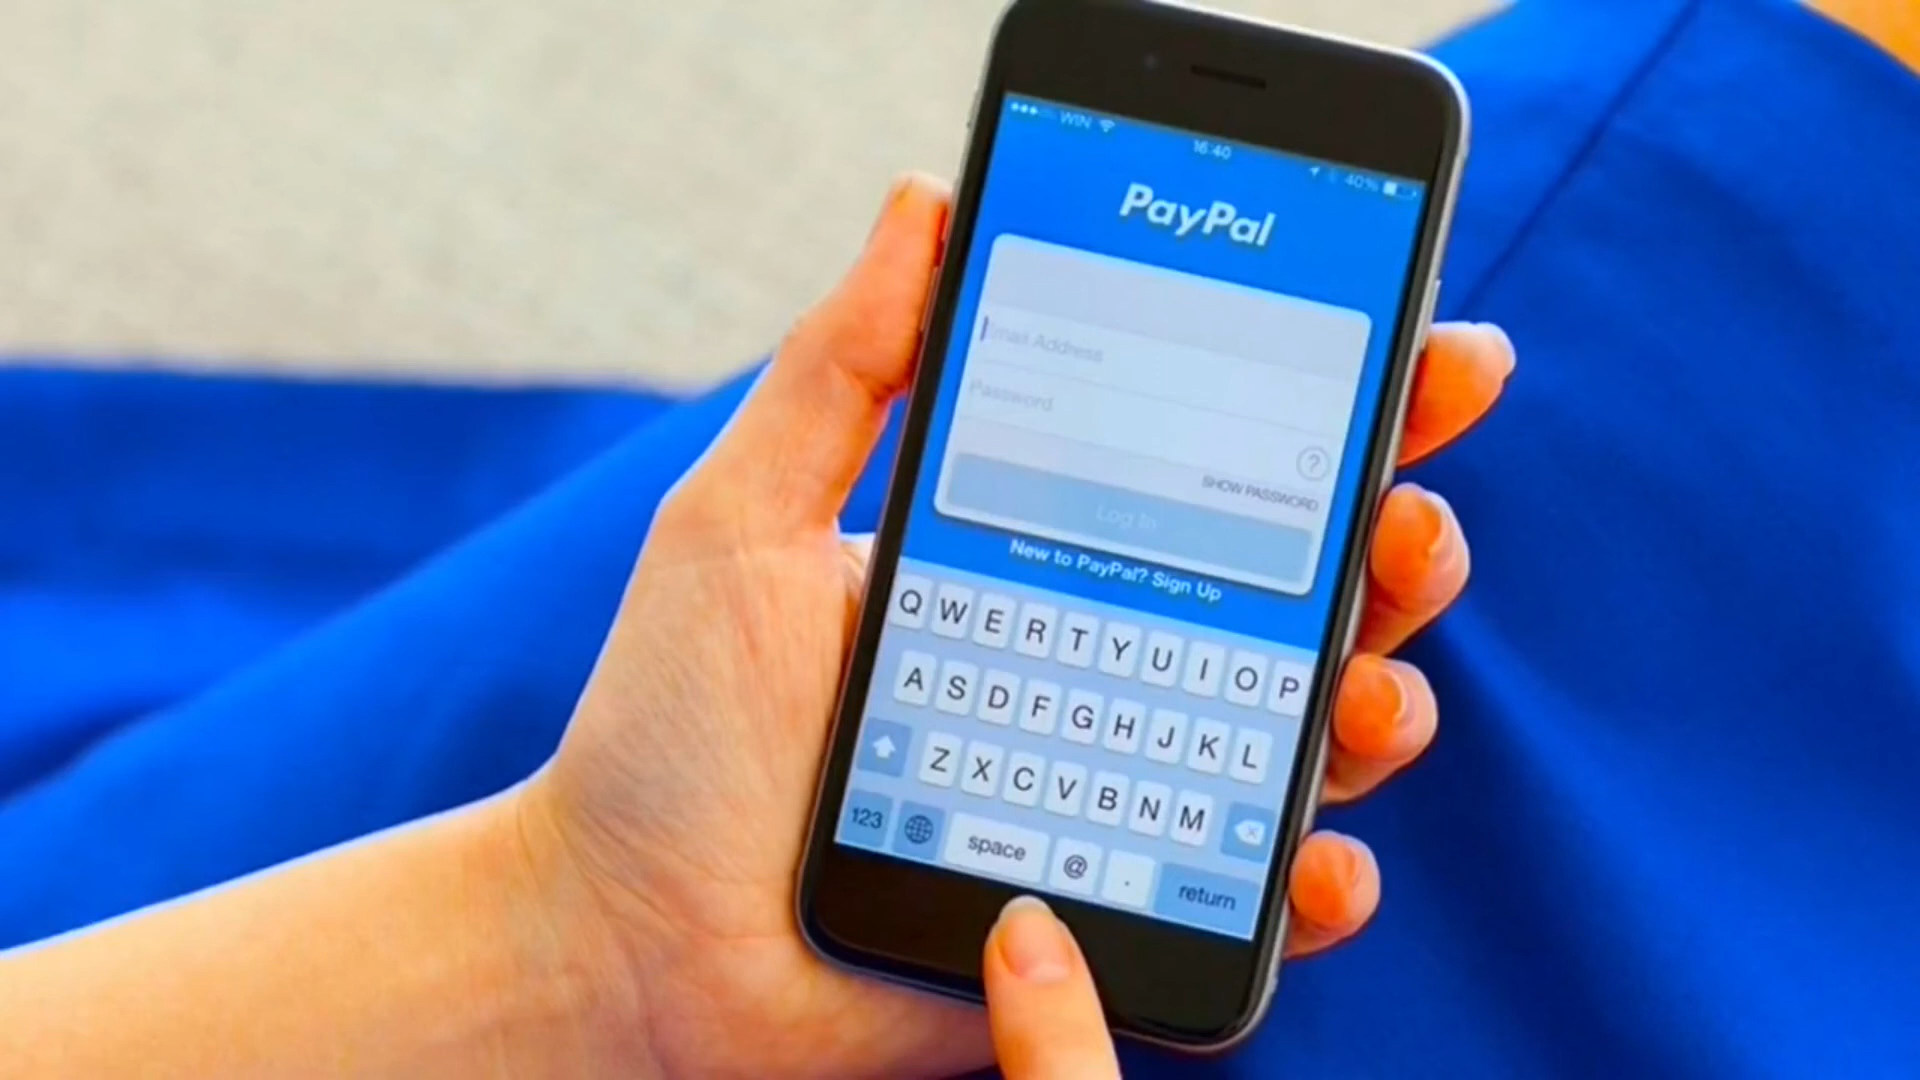 WIN
16:40
40%
PayPal
Email Address
Password
?
SHOW PASSWORD
Log In
New to PayPal? Sign Up
Q W E R T Y U I O P
A S D F G H J K L
Z X C V B N M
123 space @ . return